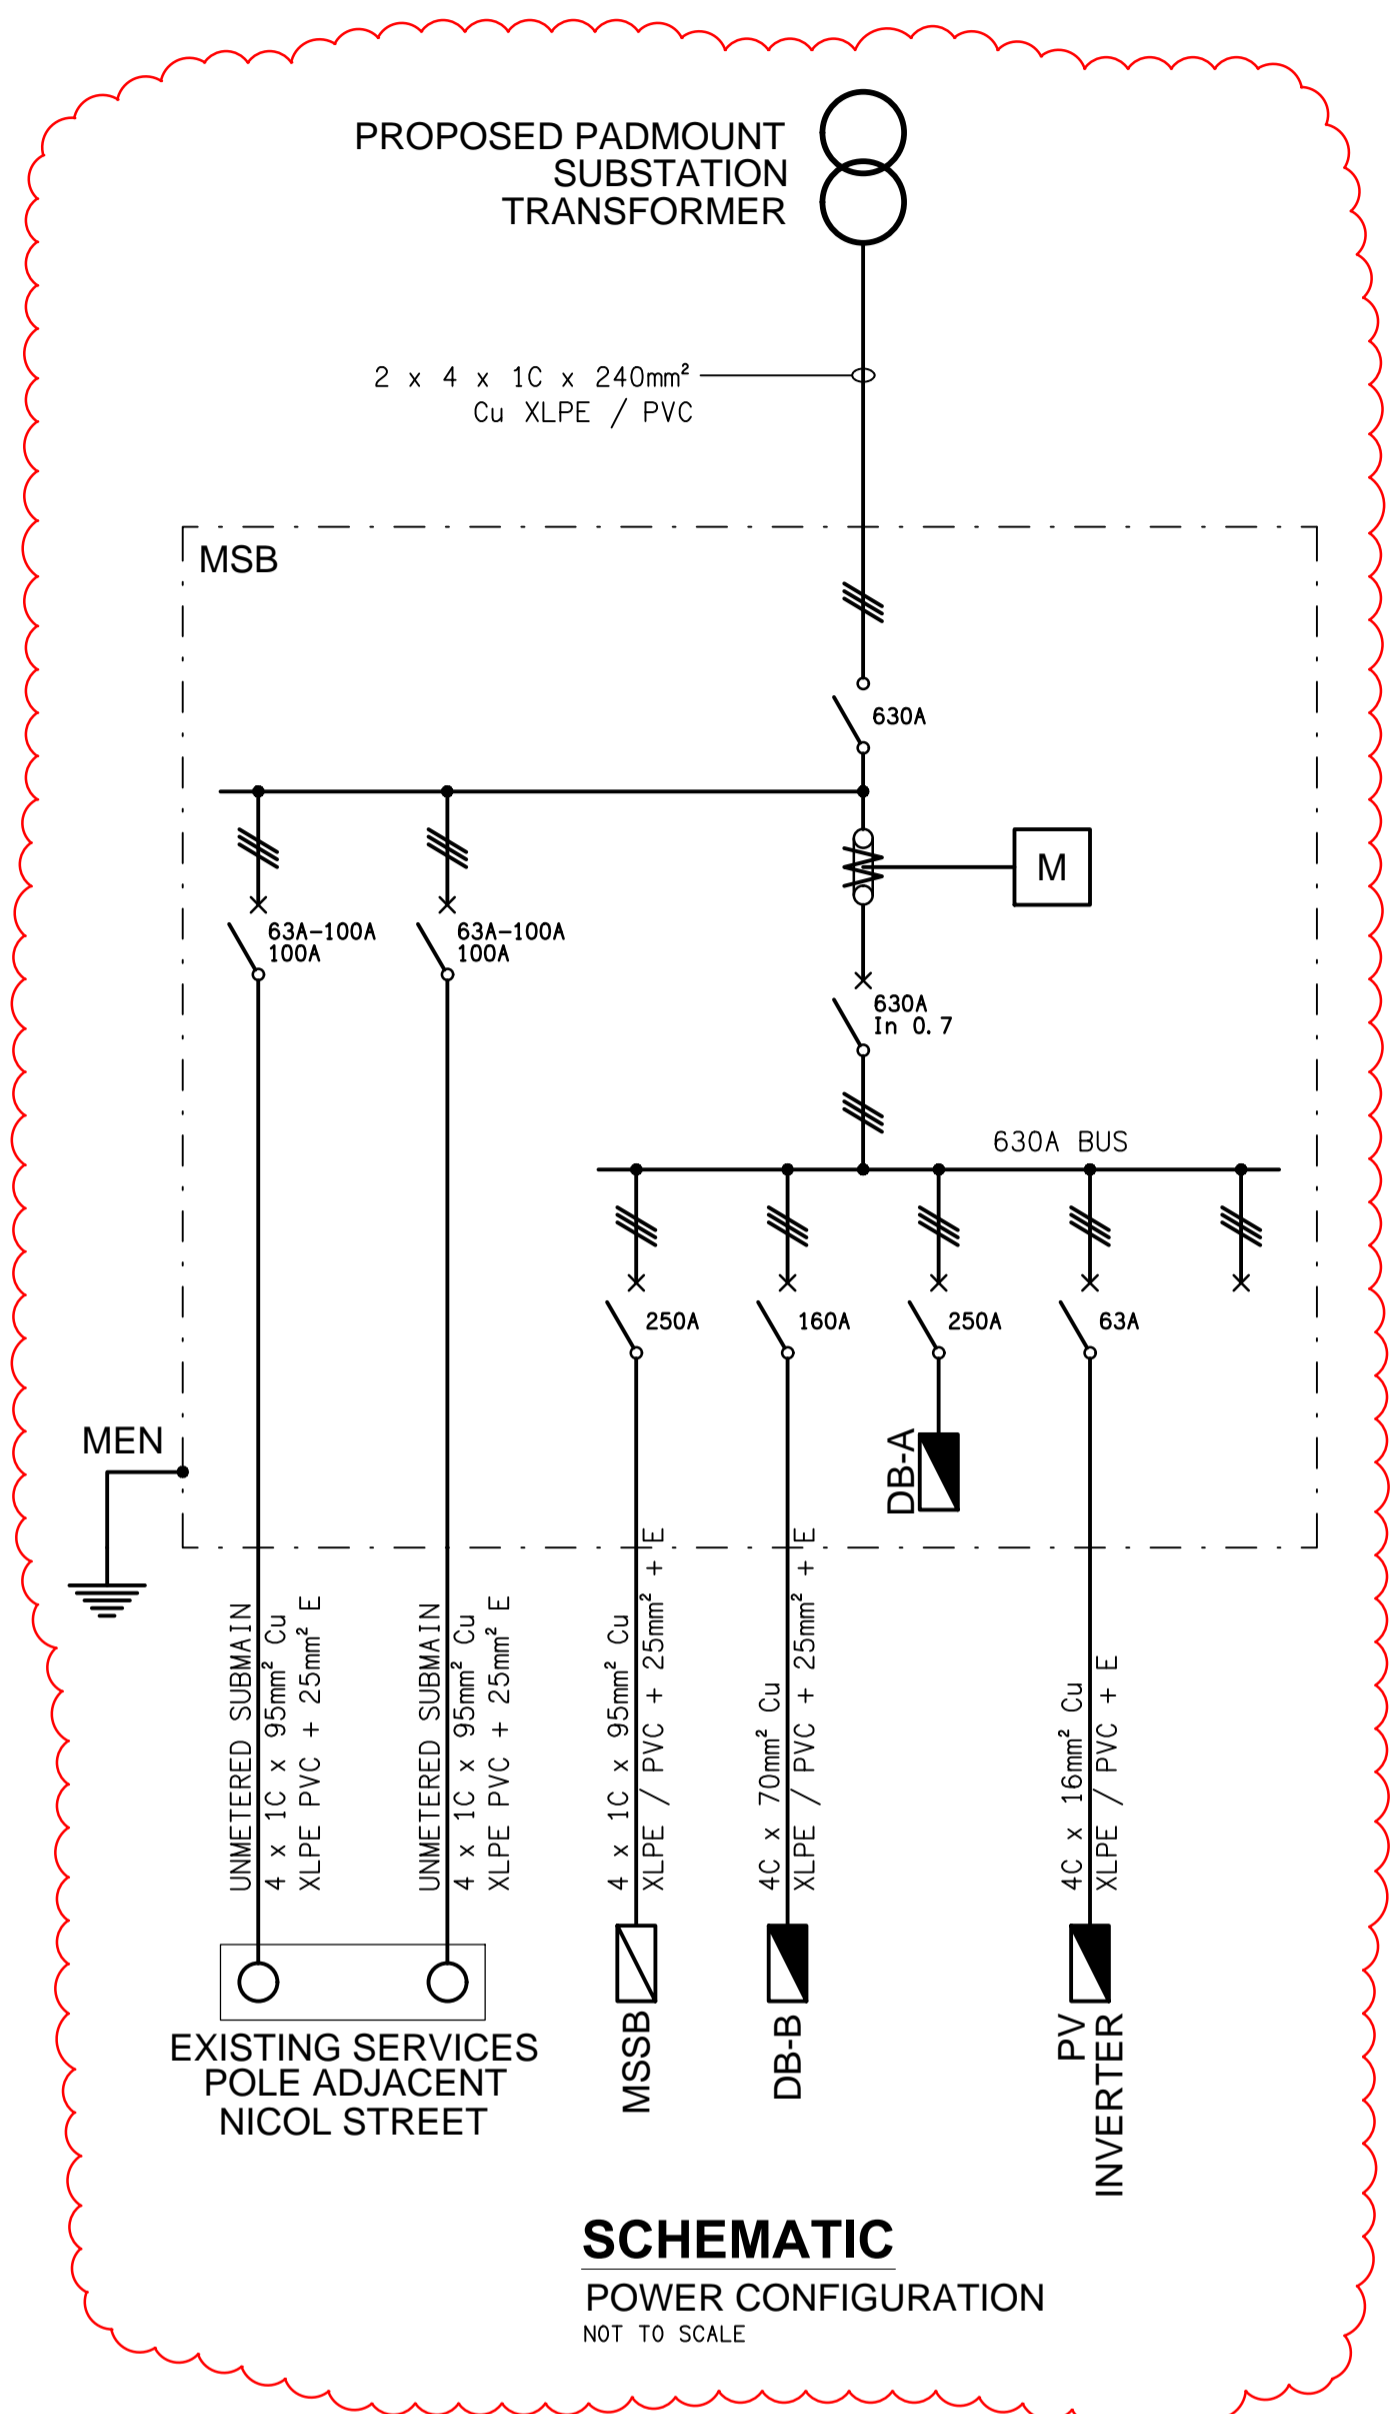 PROPOSED PADMOUNT
SUBSTATION
TRANSFORMER
2 x 4 x 1C x 240mm²
Cu XLPE / PVC
MSB
630A
M
63A-100A
100A
63A-100A
100A
630A
In 0.7
630A BUS
250A
160A
250A
63A
MEN
DB-A
UNMETERED SUBMAIN
4 x 1C x 95mm² Cu
XLPE PVC + 25mm² E
UNMETERED SUBMAIN
4 x 1C x 95mm² Cu
XLPE PVC + 25mm² E
4 x 1C x 95mm² Cu
XLPE / PVC + 25mm² + E
4C x 70mm² Cu
XLPE / PVC + 25mm² + E
4C x 16mm² Cu
XLPE / PVC + E
EXISTING SERVICES
POLE ADJACENT
NICOL STREET
MSSB
DB-B
PV
INVERTER
SCHEMATIC
POWER CONFIGURATION
NOT TO SCALE